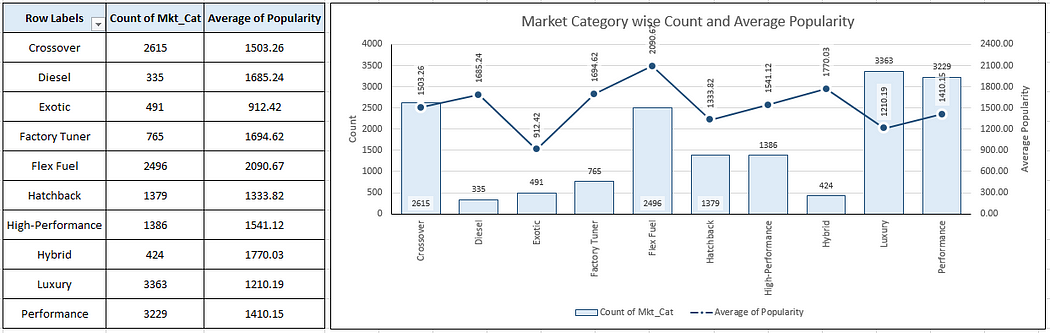 Row Labels Count of Mkt_Cat Average of Popularity
Crossover 2615 1503.26
Diesel 335 1685.24
Exotic 491 912.42
Factory Tuner 765 1694.62
Flex Fuel 2496 2090.67
Hatchback 1379 1333.82
High-Performance 1386 1541.12
Hybrid 424 1770.03
Luxury 3363 1210.19
Performance 3229 1410.15
Market Category wise Count and Average Popularity
Count
4000
3500
3000
2500
2000
1500
1000
500
0
1503.26
1685.24
912.42
1694.62
2090.67
1333.82
1541.12
1770.03
1210.19
1410.15
2615
335
491
765
2496
1379
1386
424
3363
3229
2400.00
2100.00
1800.00
1500.00
1200.00
900.00
600.00
300.00
0.00
Average Popularity
Crossover
Diesel
Exotic
Factory Tuner
Flex Fuel
Hatchback
High-Performance
Hybrid
Luxury
Performance
Count of Mkt_Cat Average of Popularity